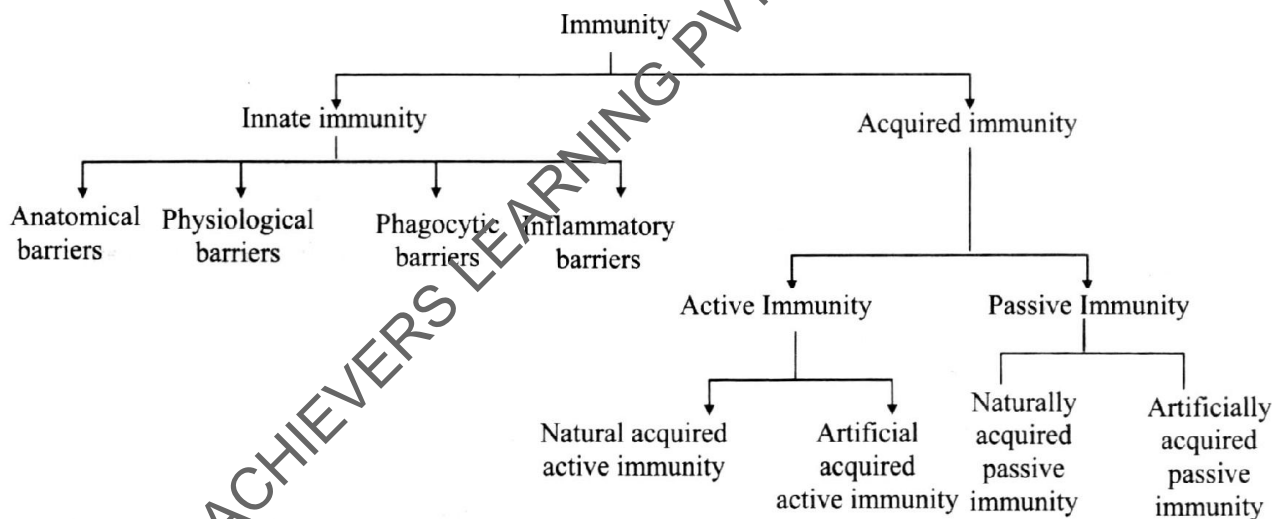 Immunity
Innate immunity
Acquired immunity
Anatomical
barriers
Physiological
barriers
Phagocytic
barriers
Inflammatory
barriers
Active Immunity
Passive Immunity
Natural acquired
active immunity
Artificial
acquired
active immunity
Naturally
acquired
passive
immunity
Artificially
acquired
passive
immunity
ACHIEVERS LEARNING PVT